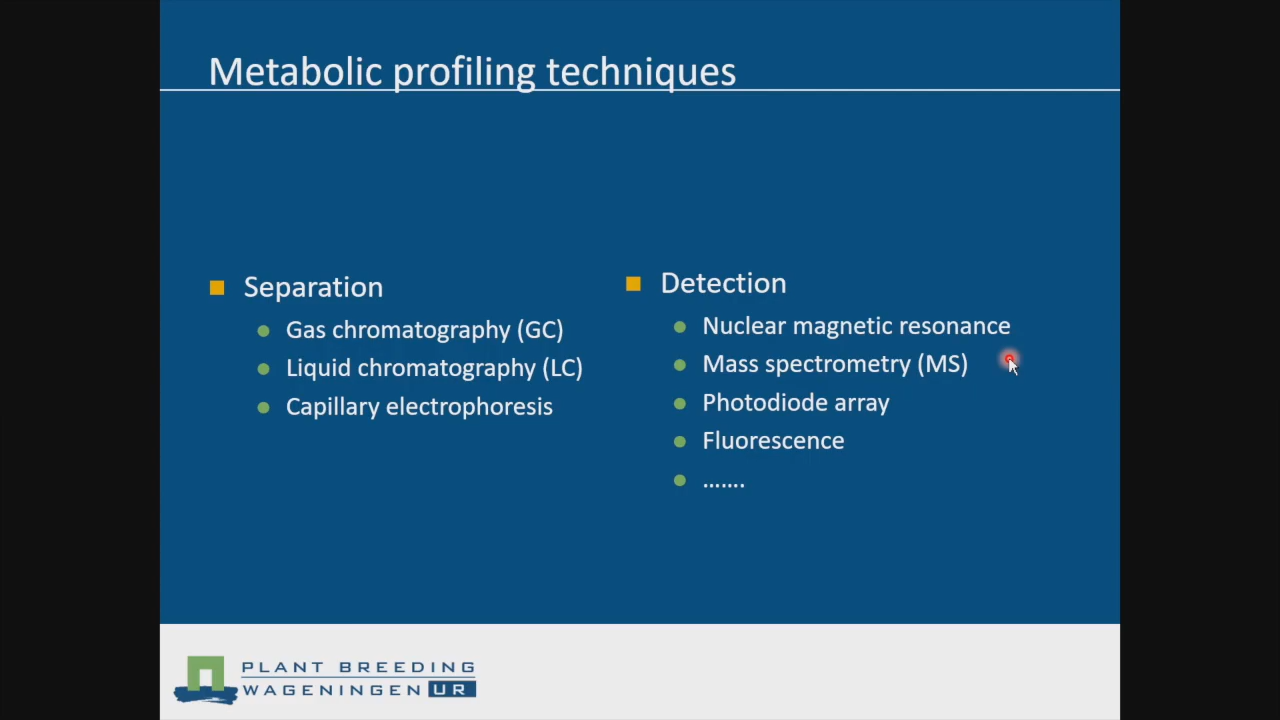 Metabolic profiling techniques
Separation
Gas chromatography (GC)
Liquid chromatography (LC)
Capillary electrophoresis
Detection
Nuclear magnetic resonance
Mass spectrometry (MS)
Photodiode array
Fluorescence
.......
PLANT BREEDING
WAGENINGEN UR